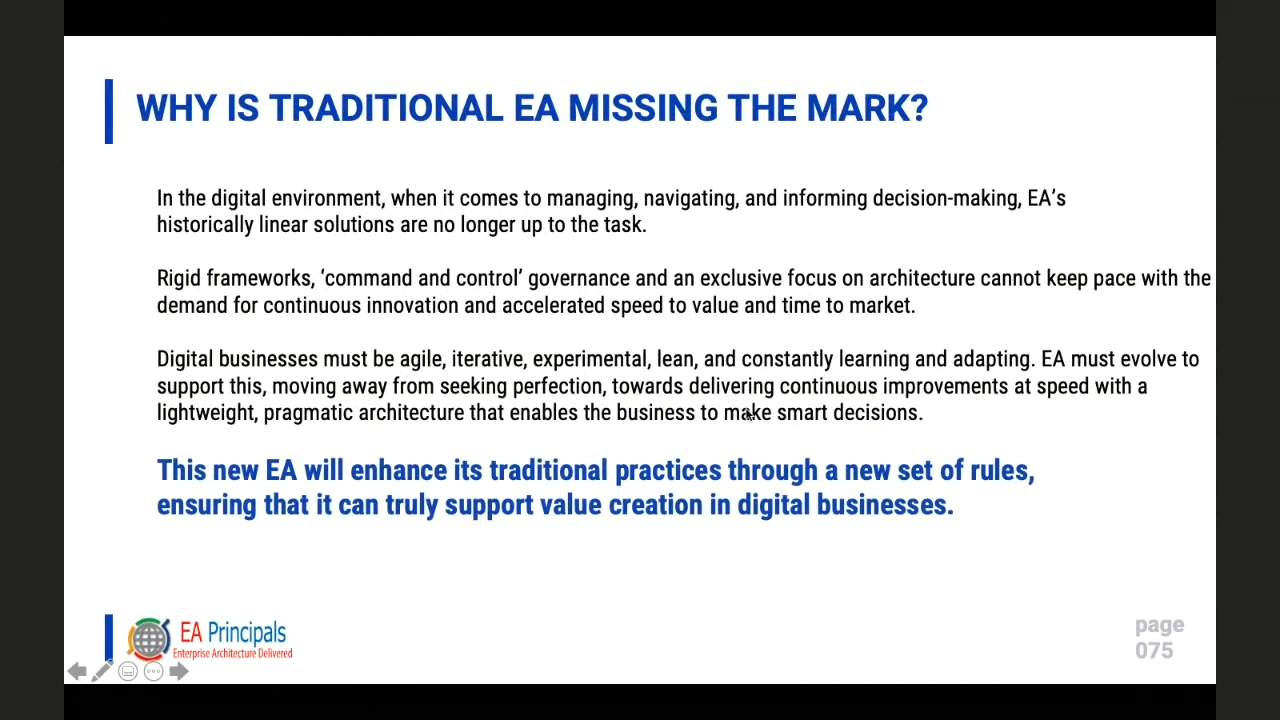 WHY IS TRADITIONAL EA MISSING THE MARK?
In the digital environment, when it comes to managing, navigating, and informing decision-making, EA’s
historically linear solutions are no longer up to the task.
Rigid frameworks, ‘command and control’ governance and an exclusive focus on architecture cannot keep pace with the
demand for continuous innovation and accelerated speed to value and time to market.
Digital businesses must be agile, iterative, experimental, lean, and constantly learning and adapting. EA must evolve to
support this, moving away from seeking perfection, towards delivering continuous improvements at speed with a
lightweight, pragmatic architecture that enables the business to make smart decisions.
This new EA will enhance its traditional practices through a new set of rules,
ensuring that it can truly support value creation in digital businesses.
EA Principals
Enterprise Architecture Delivered
page
075